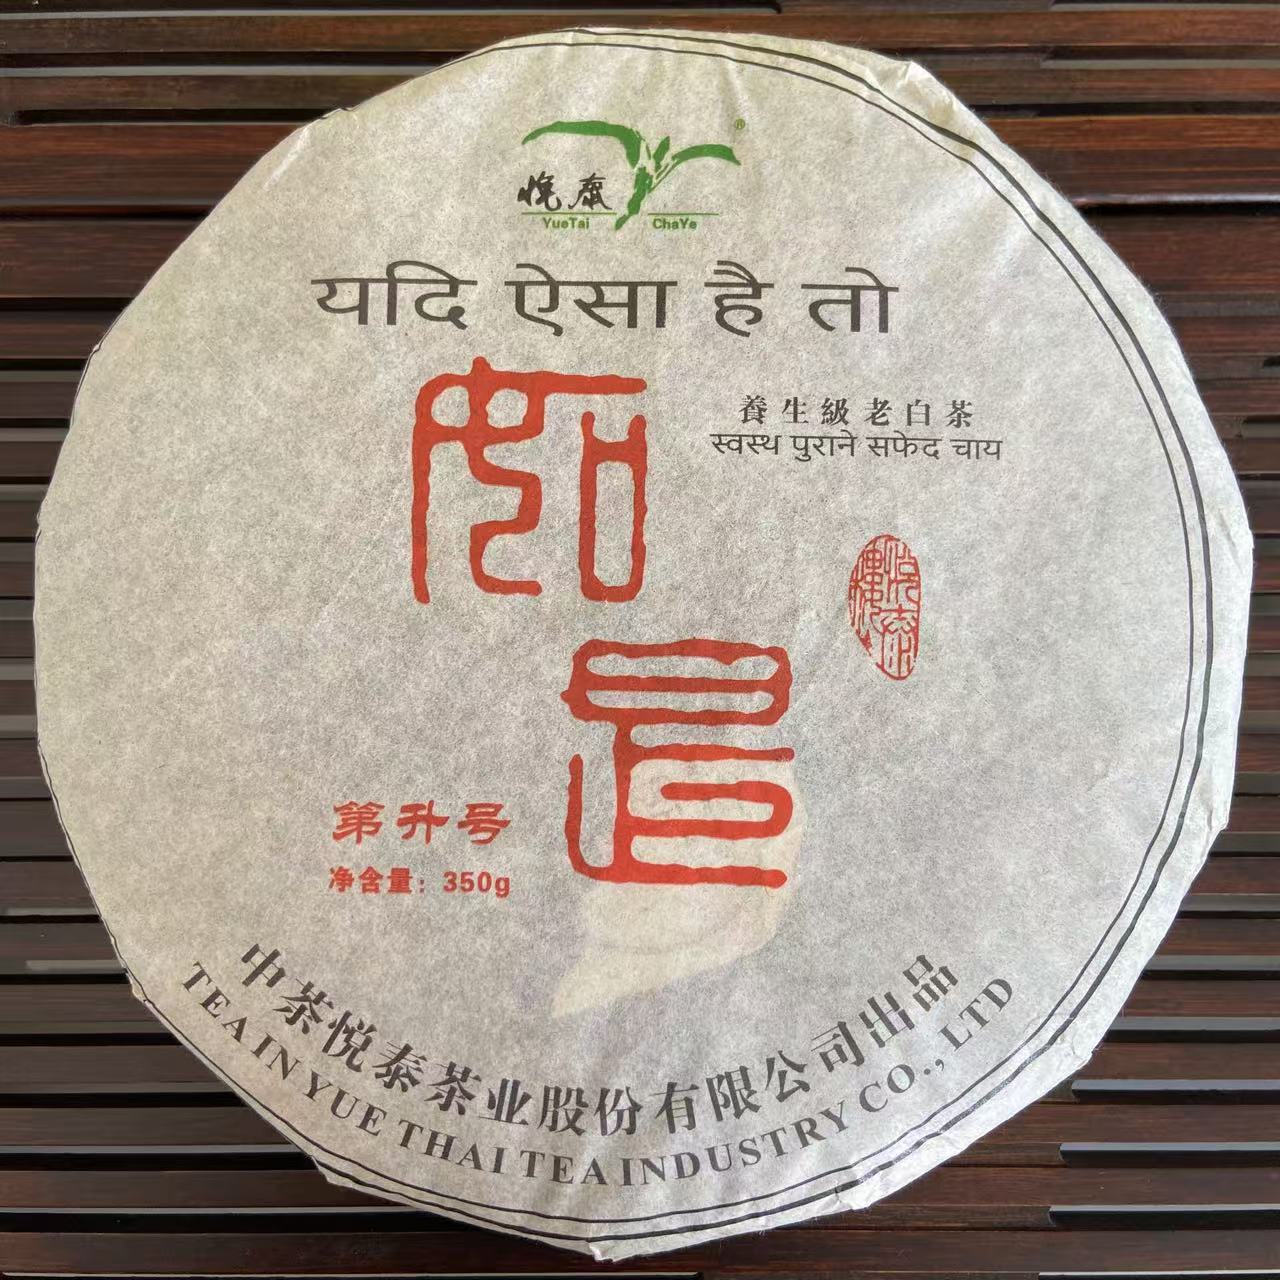 悦泰
YueTai ChaYe
यदि ऐसा है तो
如是
養生級老白茶
स्वस्थ पुराने सफेद चाय
第升号
净含量：350g
中茶悦泰茶业股份有限公司出品
TEA IN YUE THAI TEA INDUSTRY CO., LTD